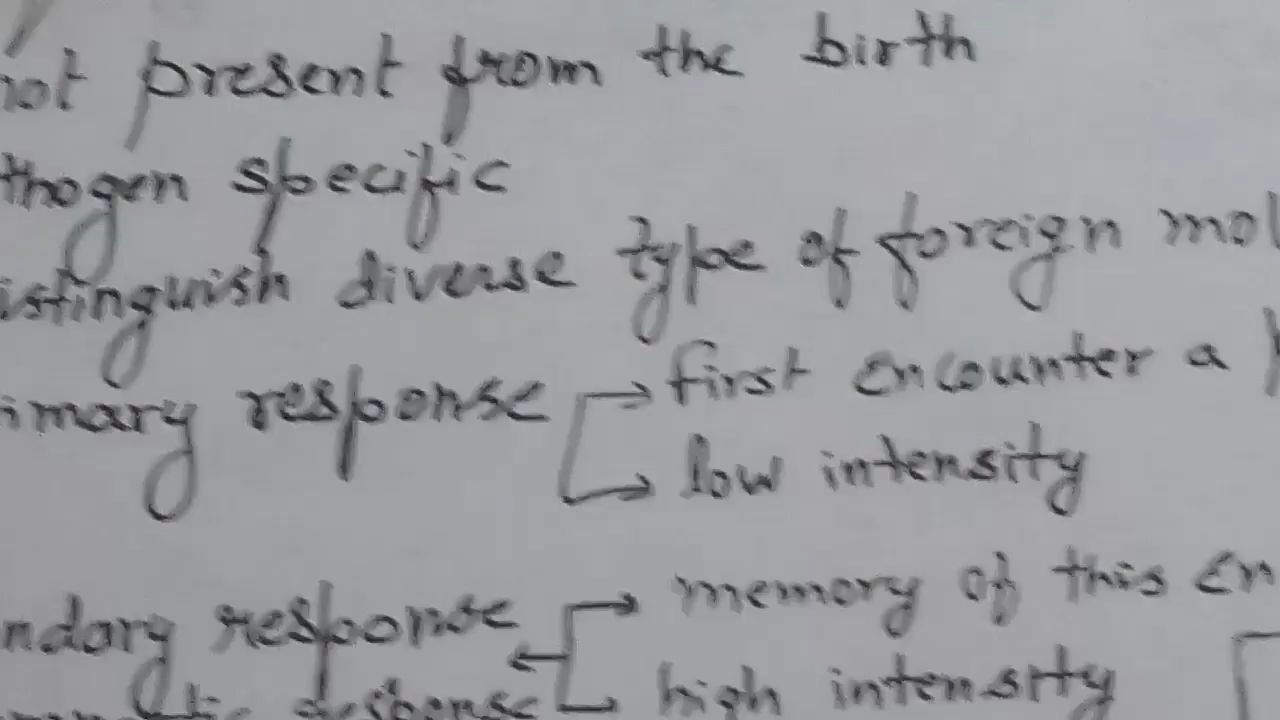 not present from the birth
thogen specific
istinguish diverse type of foreign mol
imary response → first encounter a
→ low intensity
ndary response → memory of this en
→ high intensity